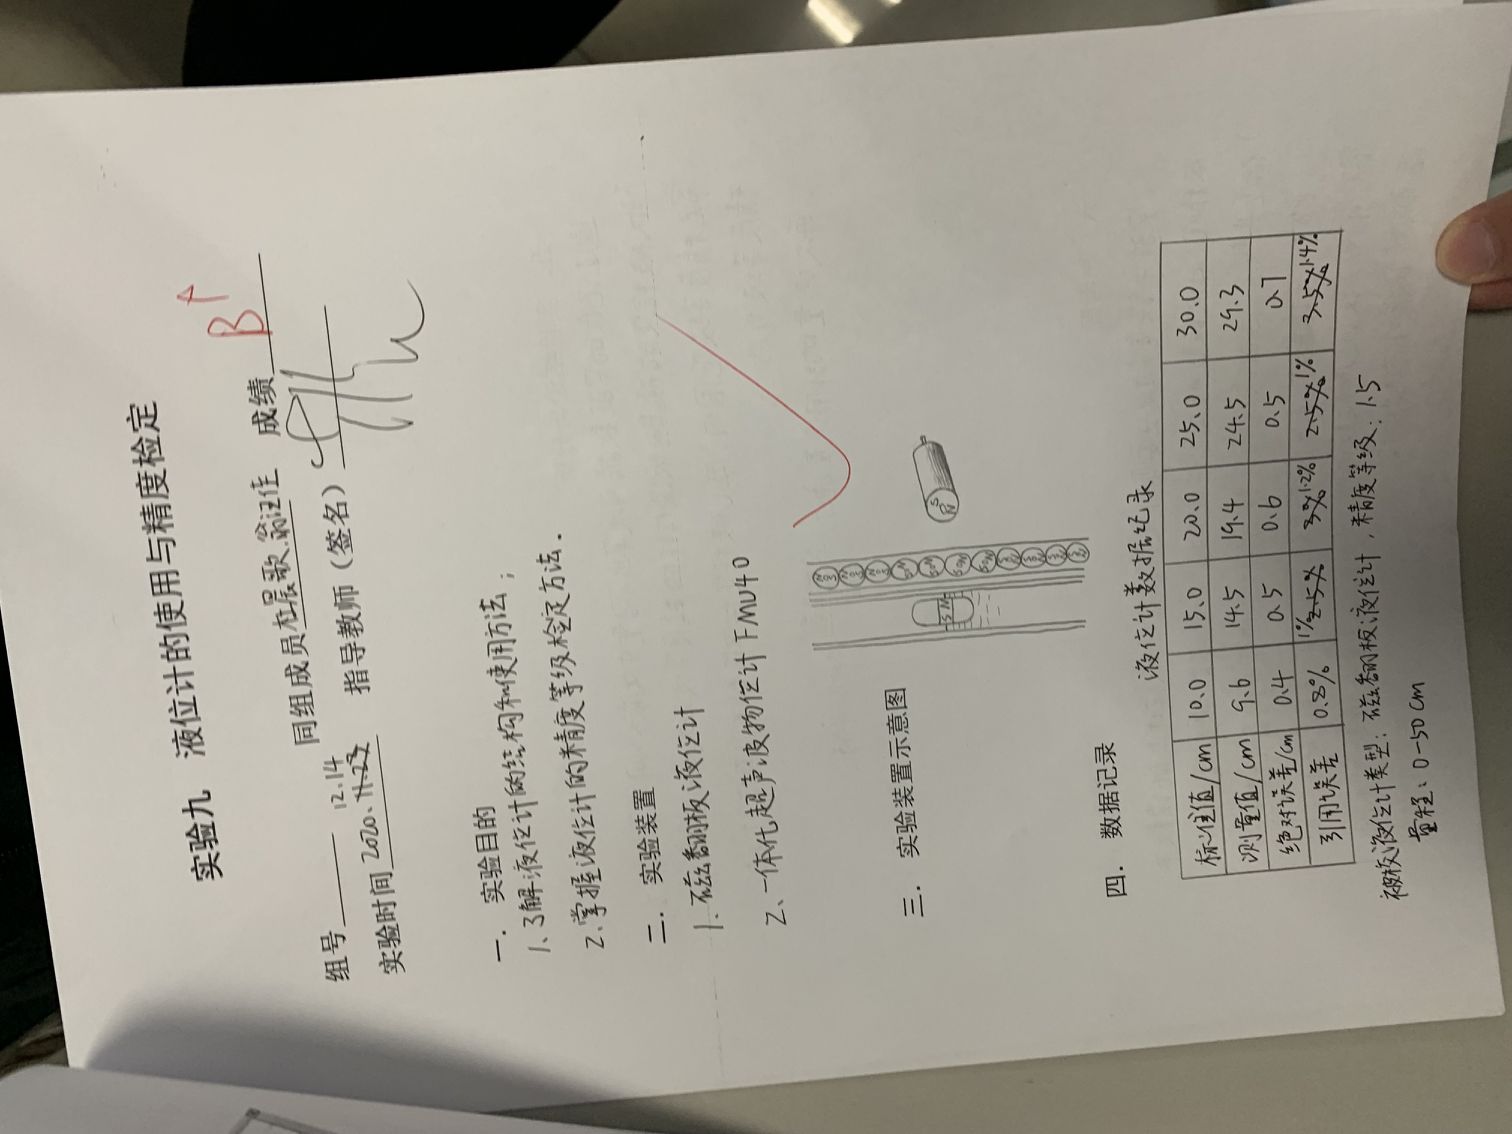 实验九 液位计的使用与精度检定
组号 同组成员杜晨歌、翁汪佳 成绩 B+
实验时间 2020. 11.23 12.14 指导教师（签名）
一． 实验目的
1、了解液位计的结构和使用方法；
2、掌握液位计的精度等级检定方法．
二． 实验装置
1、磁翻板液位计
2、一体化超声波物位计 FMU40
三． 实验装置示意图
四． 数据记录
液位计数据纪录
标准值/cm 10.0 15.0 20.0 25.0 30.0
测量值/cm 9.6 14.5 19.4 24.5 29.3
绝对误差/cm 0.4 0.5 0.6 0.5 0.7
引用误差 0.8% 1% 2.5% 3% 1.2% 2.5% 1% 3.5% 1.4%
被校液位计类型：磁翻板液位计，精度等级：1.5
量程：0-50cm